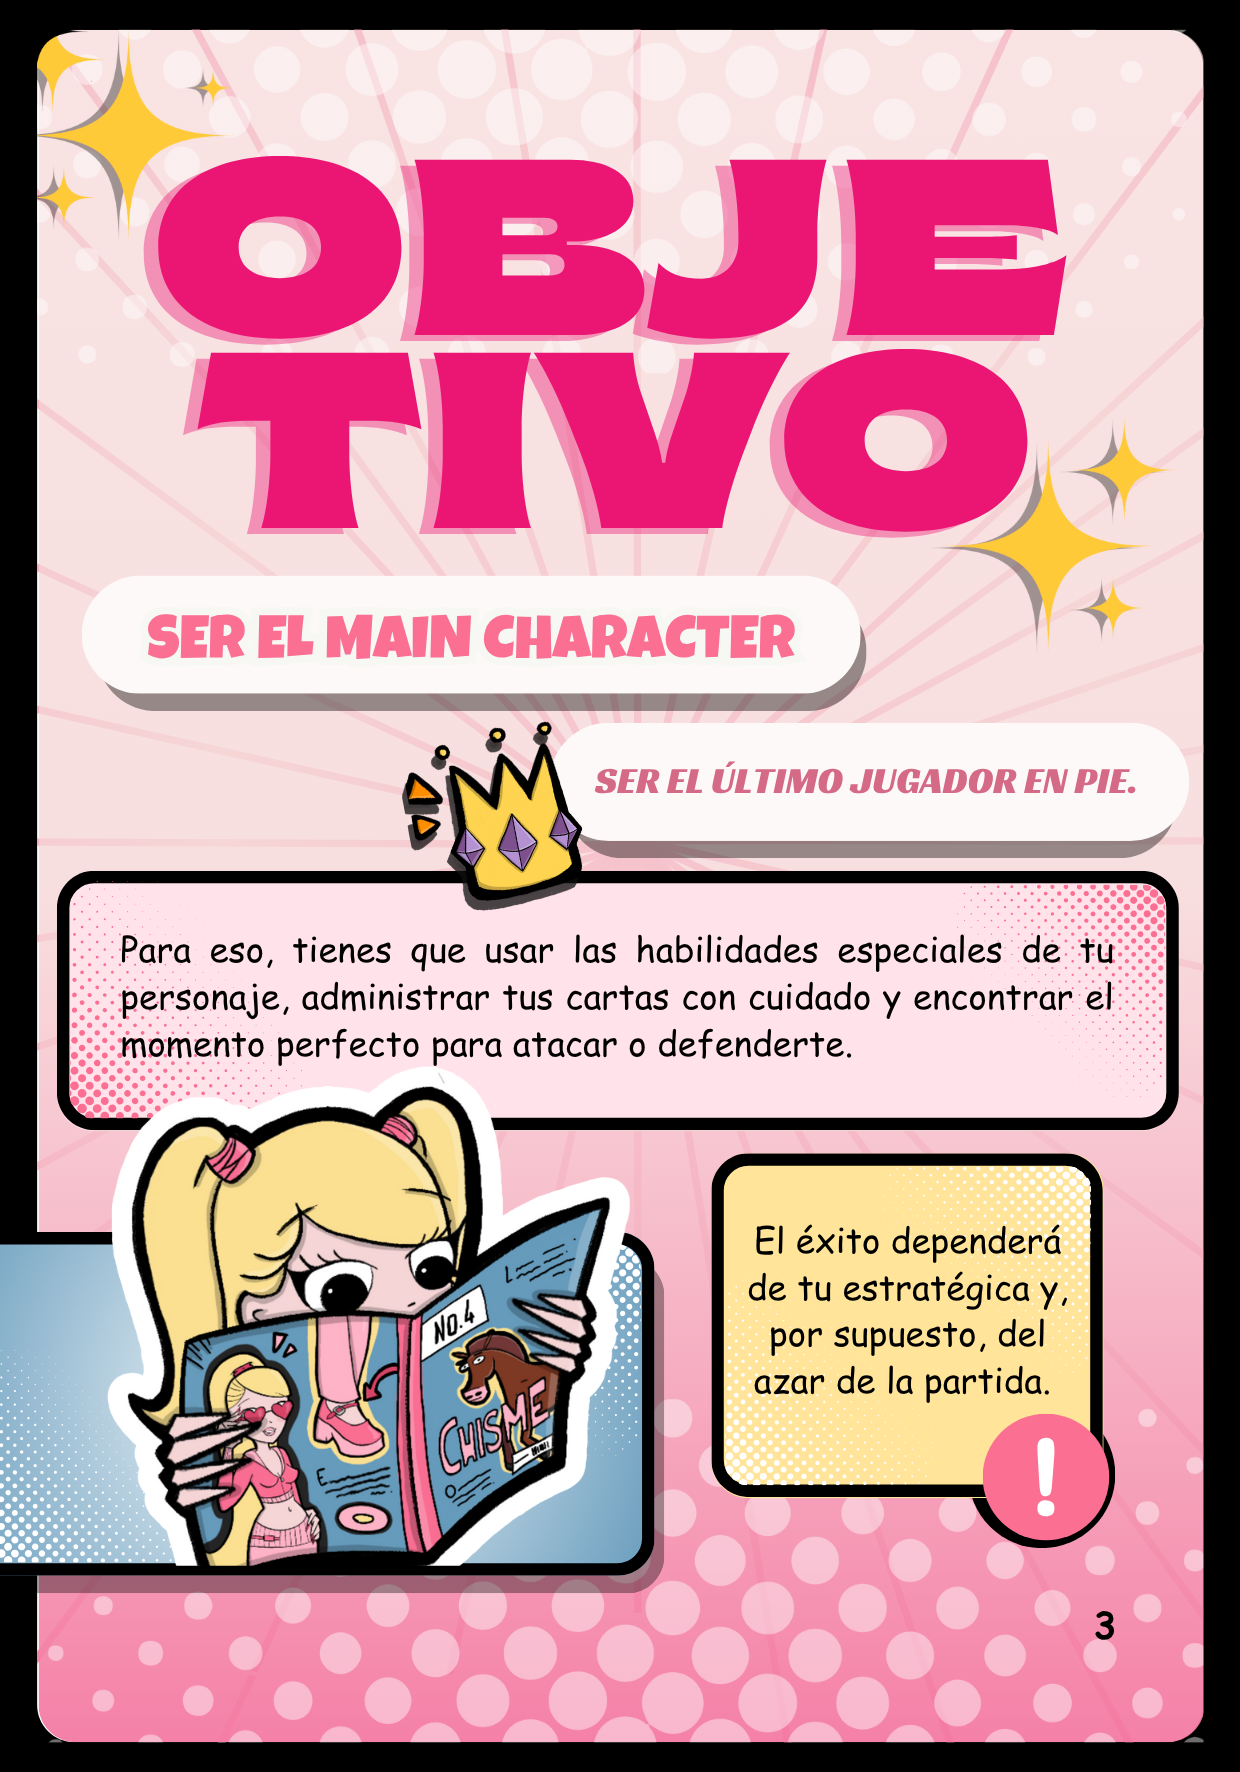 OBJE
TIVO
SER EL MAIN CHARACTER
SER EL ÚLTIMO JUGADOR EN PIE.
Para eso, tienes que usar las habilidades especiales de tu
personaje, administrar tus cartas con cuidado y encontrar el
momento perfecto para atacar o defenderte.
El éxito dependerá
de tu estratégica y,
por supuesto, del
azar de la partida.
!
NO.4
CHISME
3